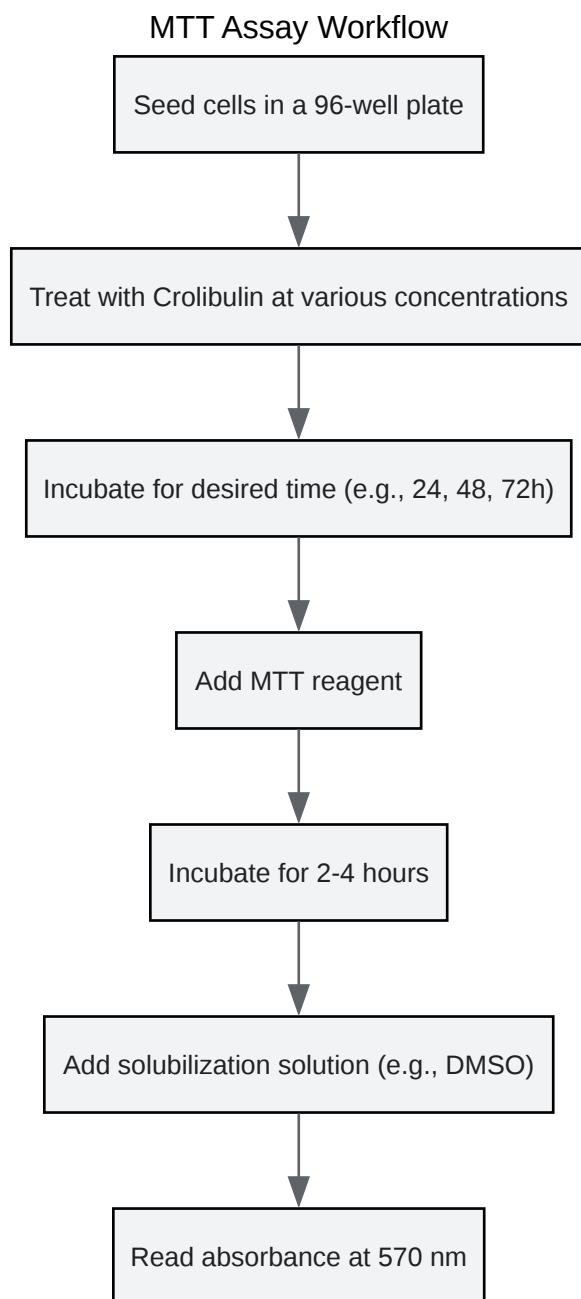 MTT Assay Workflow
Seed cells in a 96-well plate
Treat with Crolibulin at various concentrations
Incubate for desired time (e.g., 24, 48, 72h)
Add MTT reagent
Incubate for 2-4 hours
Add solubilization solution (e.g., DMSO)
Read absorbance at 570 nm